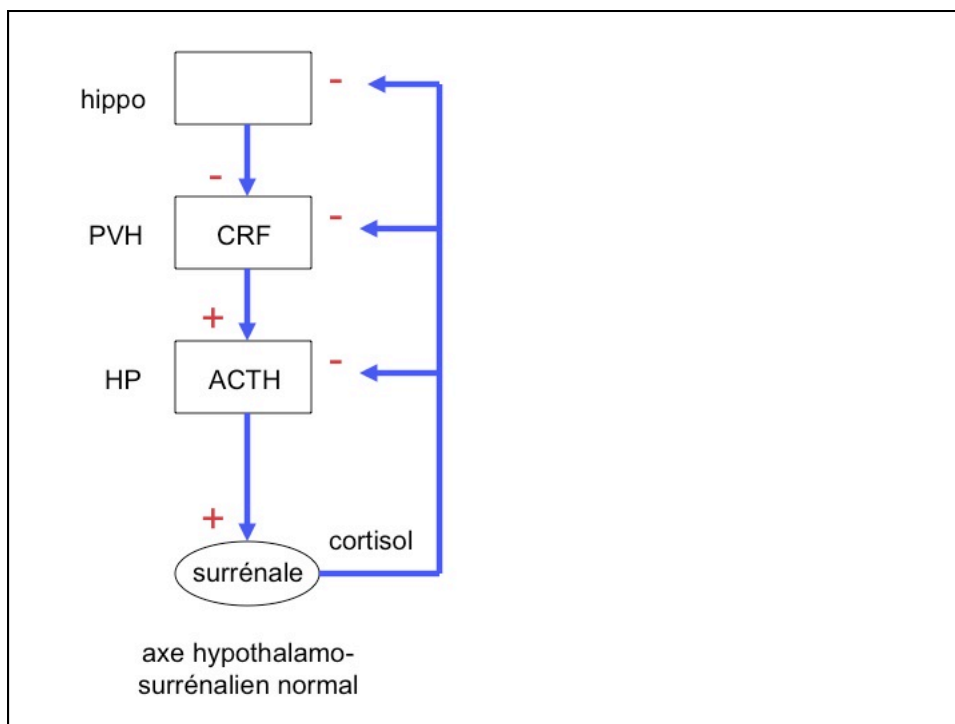 -
hippo
-
-
PVH
CRF
+
-
HP
ACTH
+
cortisol
surrénale
axe hypothalamo-
surrénalien normal